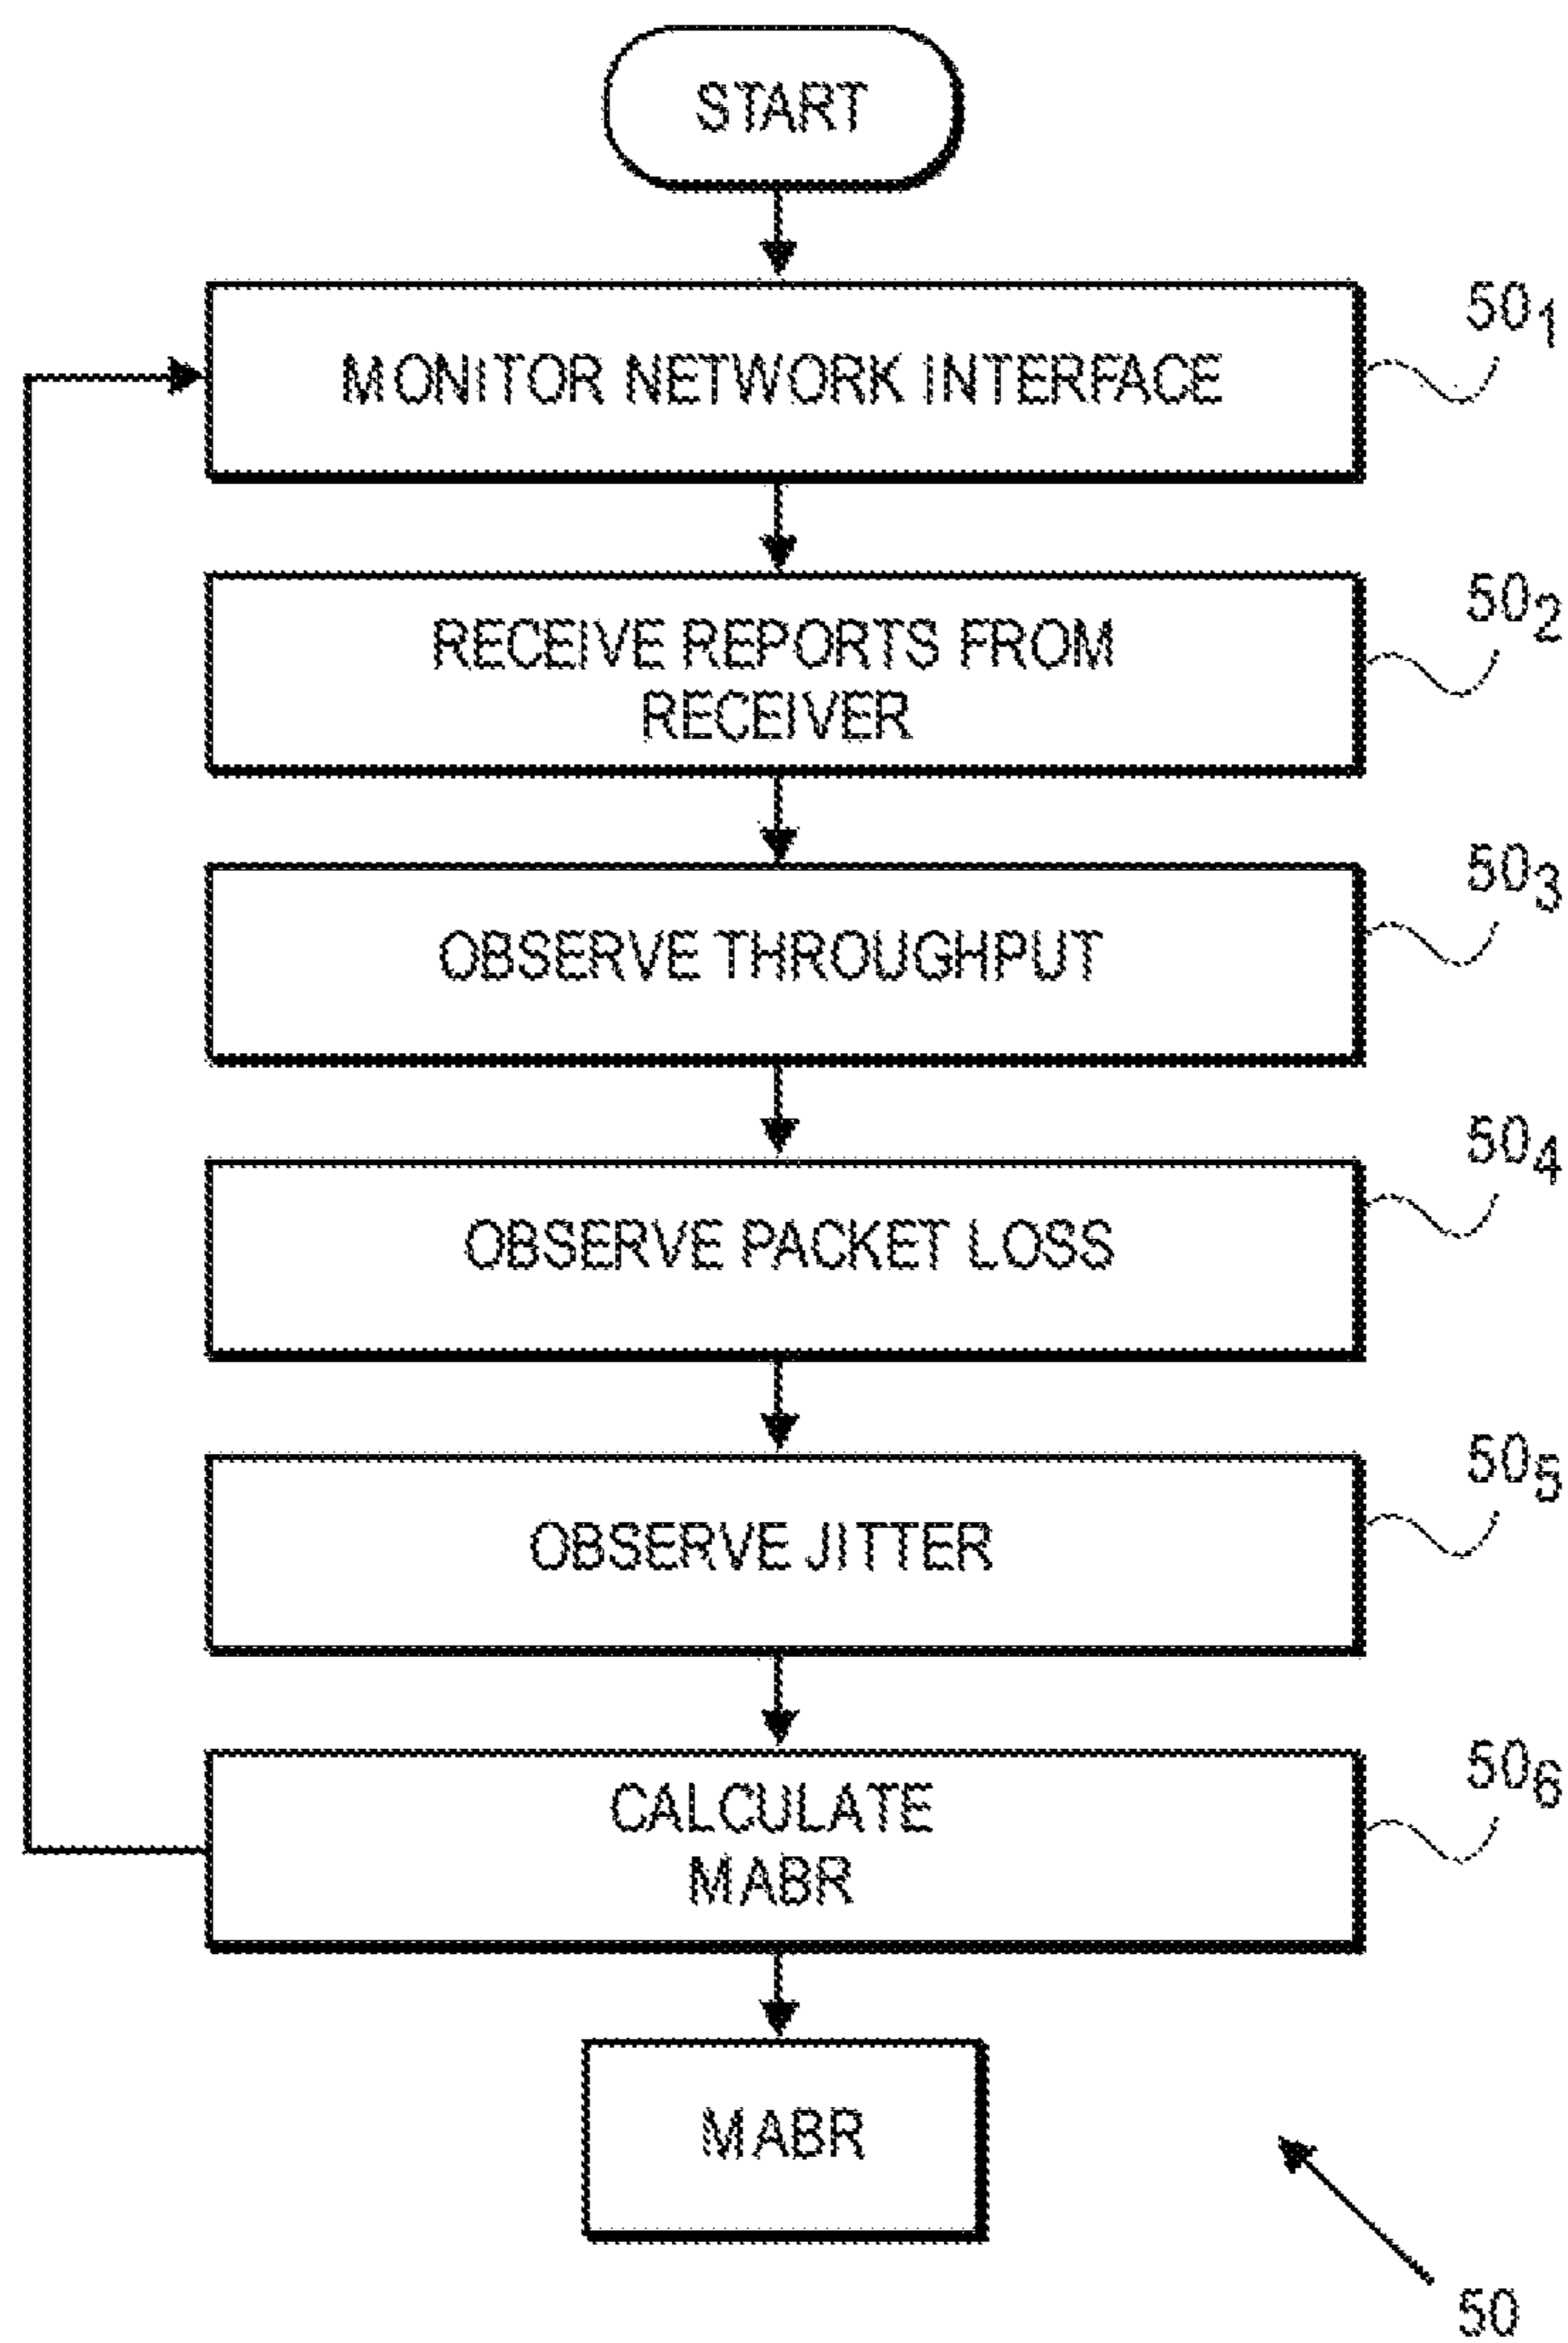 START
MONITOR NETWORK INTERFACE
50₁
RECEIVE REPORTS FROM
RECEIVER
50₂
OBSERVE THROUGHPUT
50₃
OBSERVE PACKET LOSS
50₄
OBSERVE JITTER
50₅
CALCULATE
MABR
50₆
MABR
50